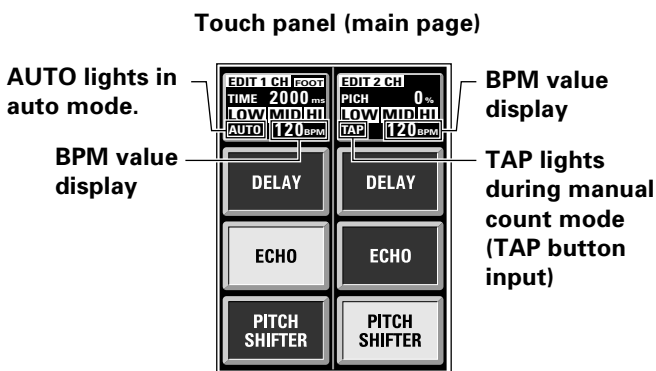 Touch panel (main page)
AUTO lights in
auto mode.
BPM value
display
EDIT 1 CH FOOT
TIME 2000 ms
LOW MID HI
AUTO 120 BPM
DELAY
ECHO
PITCH
SHIFTER
EDIT 2 CH
PICH 0 %
LOW MID HI
TAP 120 BPM
DELAY
ECHO
PITCH
SHIFTER
BPM value
display
TAP lights
during manual
count mode
(TAP button
input)